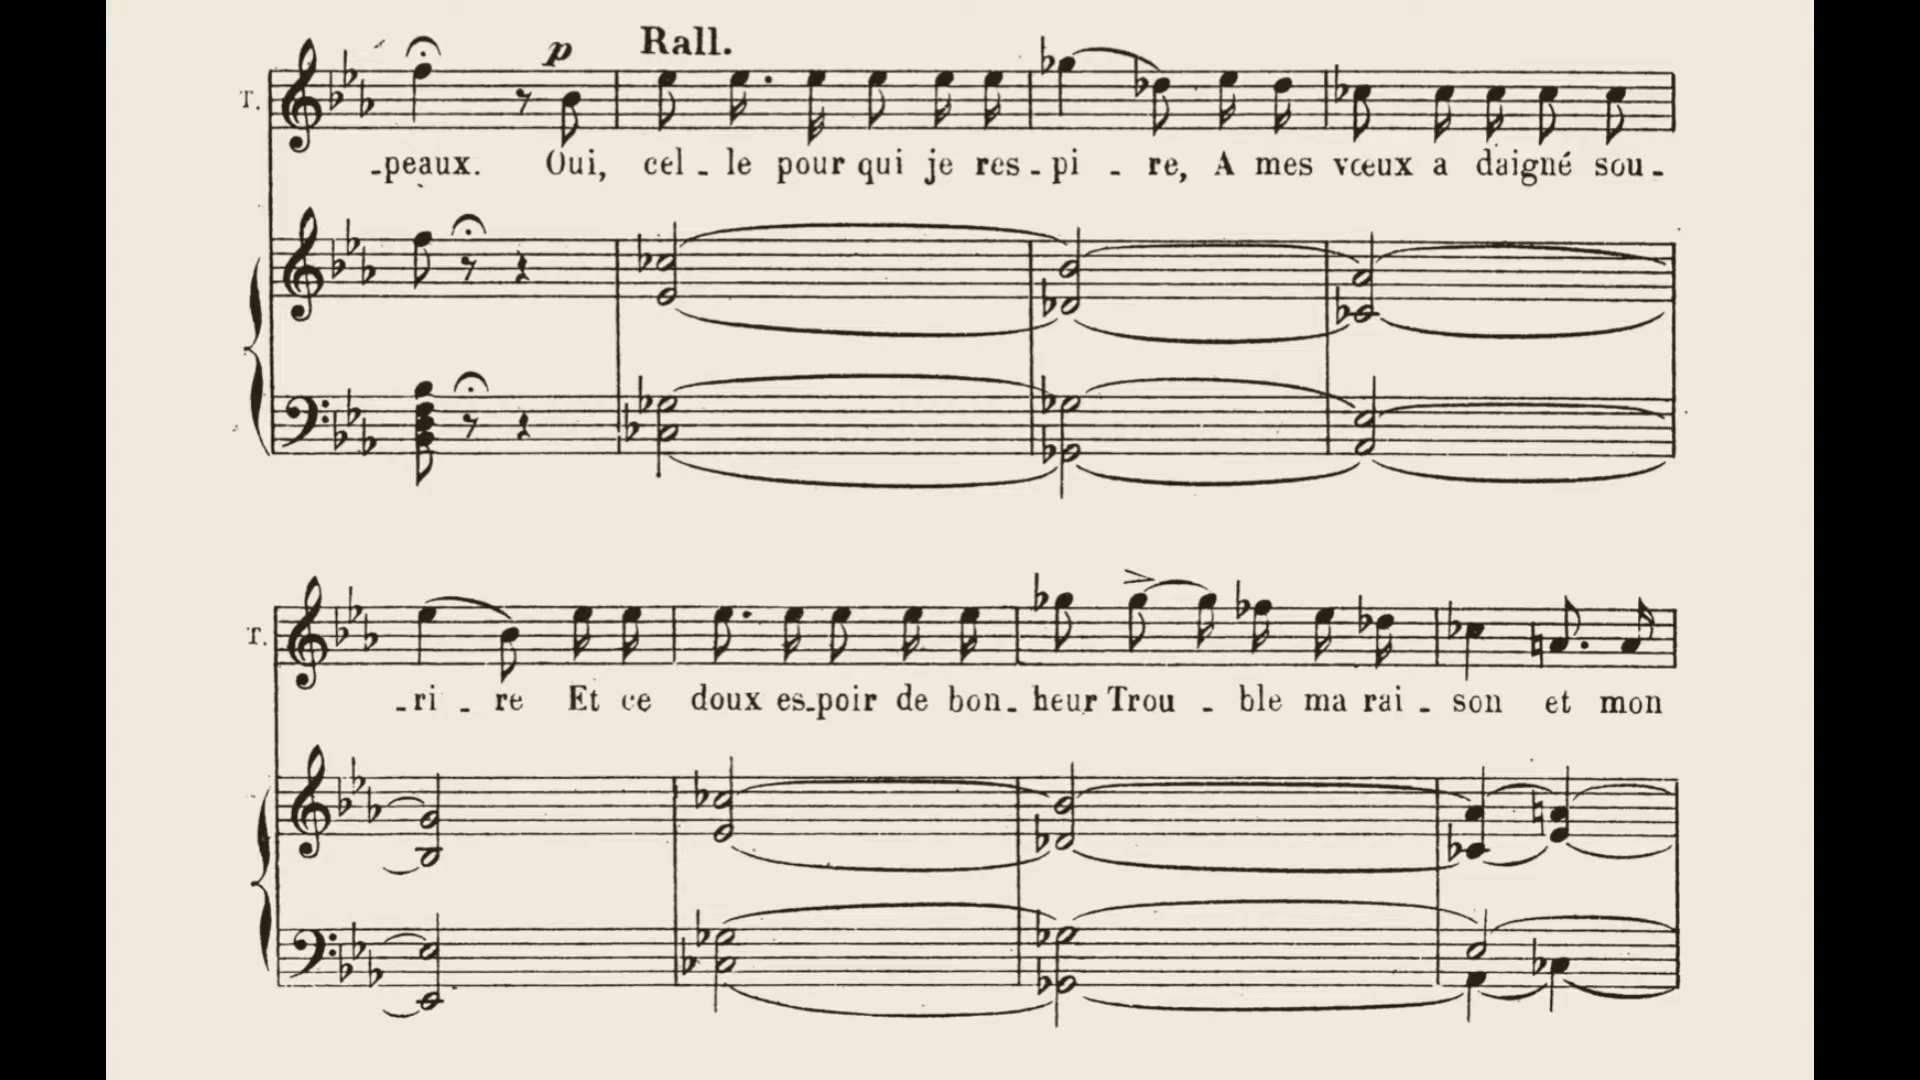 p Rall.
T.
-peaux. Oui, cel - le pour qui je res - pi - re, A mes vœux a daigné sou -
T.
- ri - re Et ce doux es-poir de bon - heur Trou - ble ma rai - son et mon